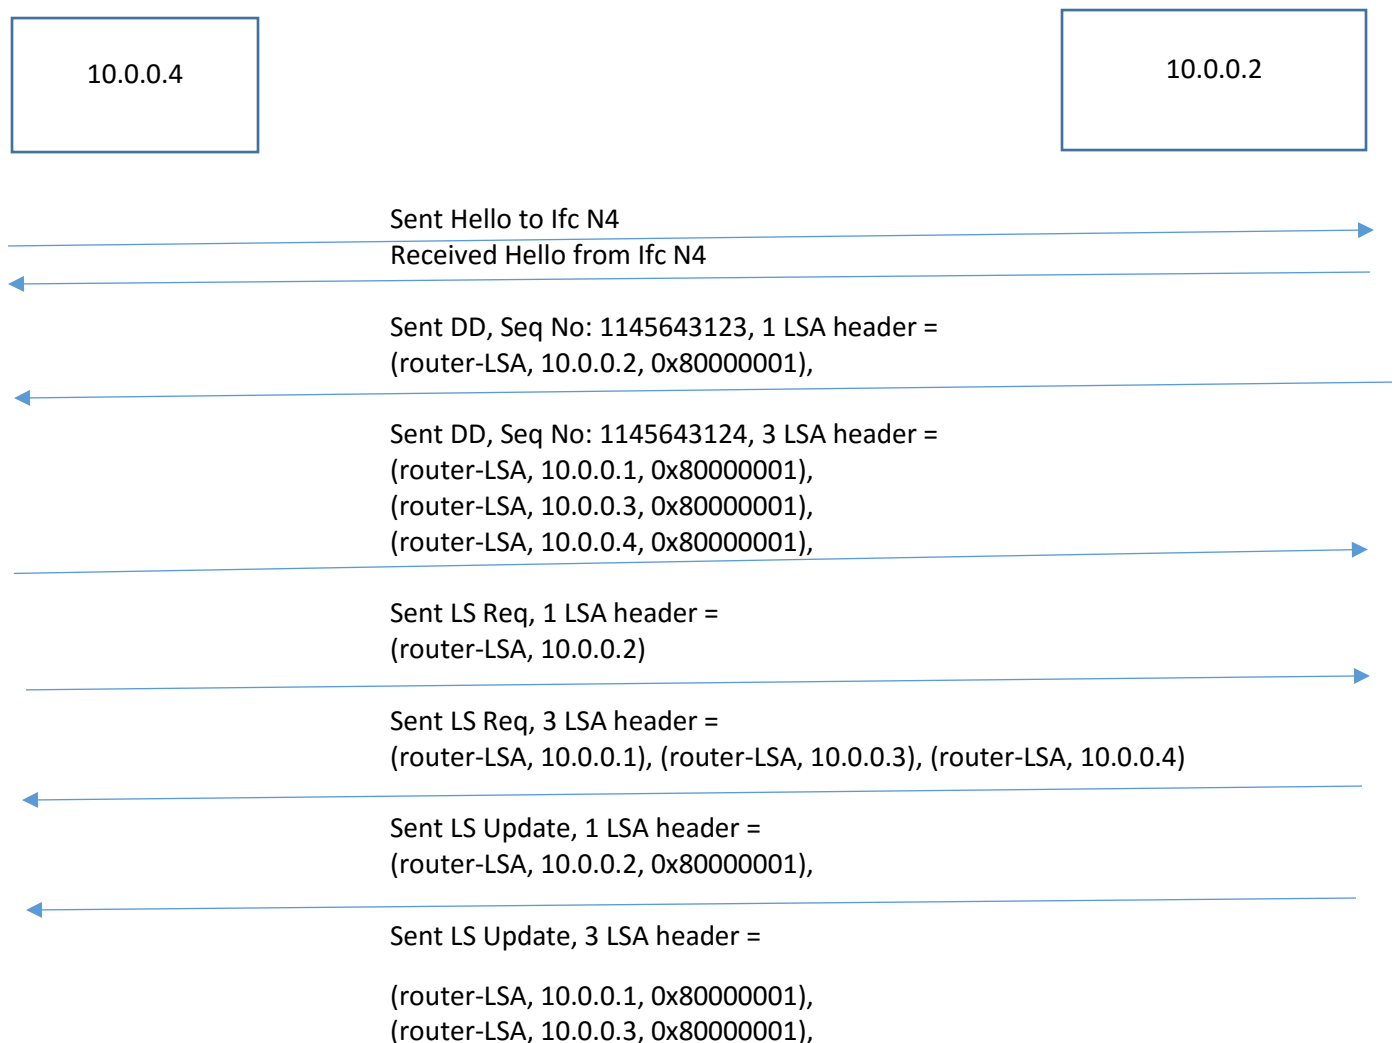 10.0.0.4
10.0.0.2
Sent Hello to Ifc N4
Received Hello from Ifc N4
Sent DD, Seq No: 1145643123, 1 LSA header =
(router-LSA, 10.0.0.2, 0x80000001),
Sent DD, Seq No: 1145643124, 3 LSA header =
(router-LSA, 10.0.0.1, 0x80000001),
(router-LSA, 10.0.0.3, 0x80000001),
(router-LSA, 10.0.0.4, 0x80000001),
Sent LS Req, 1 LSA header =
(router-LSA, 10.0.0.2)
Sent LS Req, 3 LSA header =
(router-LSA, 10.0.0.1), (router-LSA, 10.0.0.3), (router-LSA, 10.0.0.4)
Sent LS Update, 1 LSA header =
(router-LSA, 10.0.0.2, 0x80000001),
Sent LS Update, 3 LSA header =
(router-LSA, 10.0.0.1, 0x80000001),
(router-LSA, 10.0.0.3, 0x80000001),